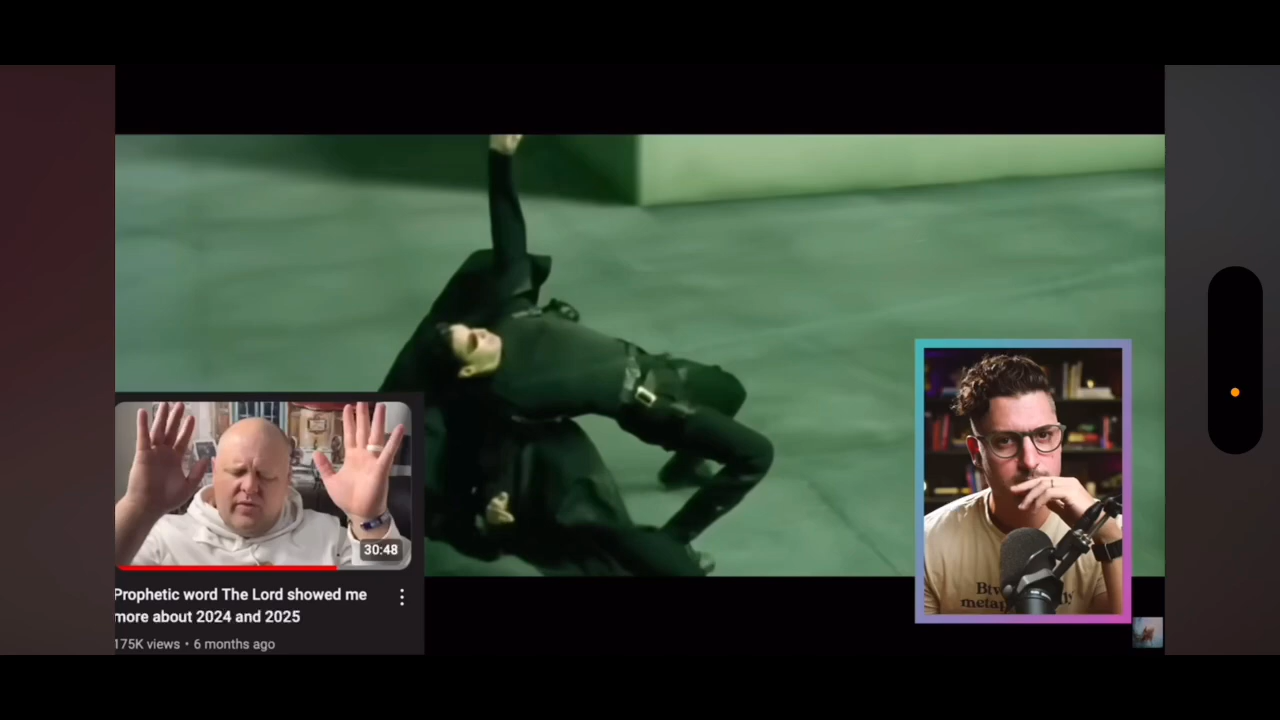 30:48
Prophetic word The Lord showed me
more about 2024 and 2025
175K views • 6 months ago